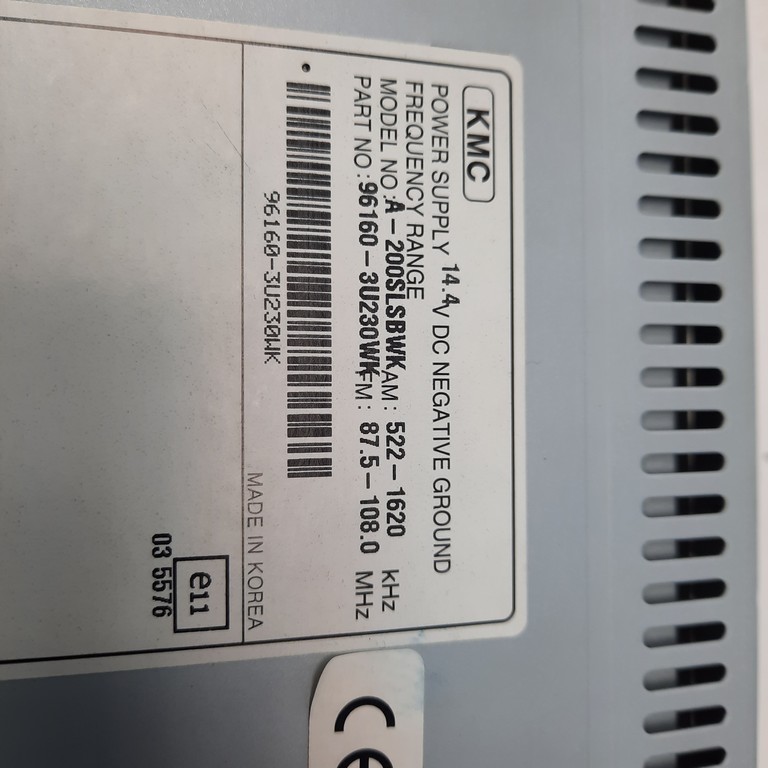 KMC
POWER SUPPLY 14.4V DC NEGATIVE GROUND
FREQUENCY RANGE
MODEL NO.: A-200SLSBWK AM: 522-1620 kHz
PART NO: 96160-3U230WK FM: 87.5-108.0 MHz
96160-3U230WK
MADE IN KOREA
e11
03 5576
CE